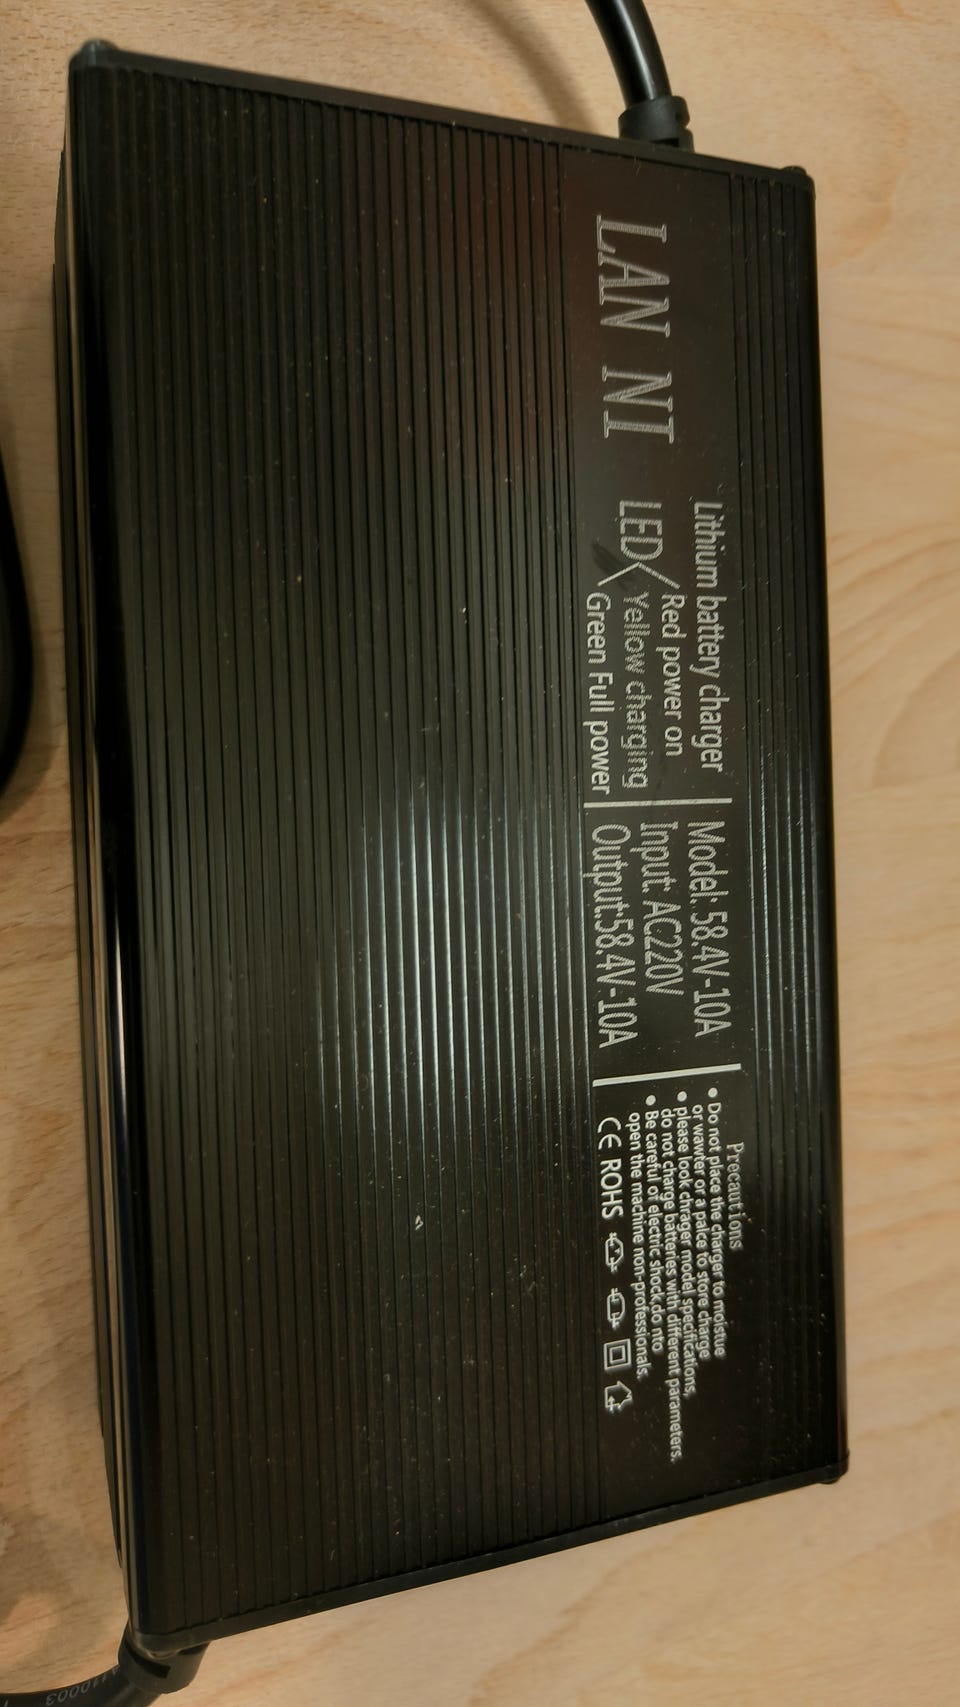 LAN NI
Lithium battery charger
LED
Red power on
Yellow charging
Green Full power
Model: 58.4V-10A
Input: AC220V
Output:58.4V-10A
Precautions
• Do not place the charger to moistue
or wawter or a palce to store charge
• please look chrager model specifications,
do not charge batteries with different parameters.
• Be careful of electric shock,do nto
open the machine non-professionals.
CE ROHS